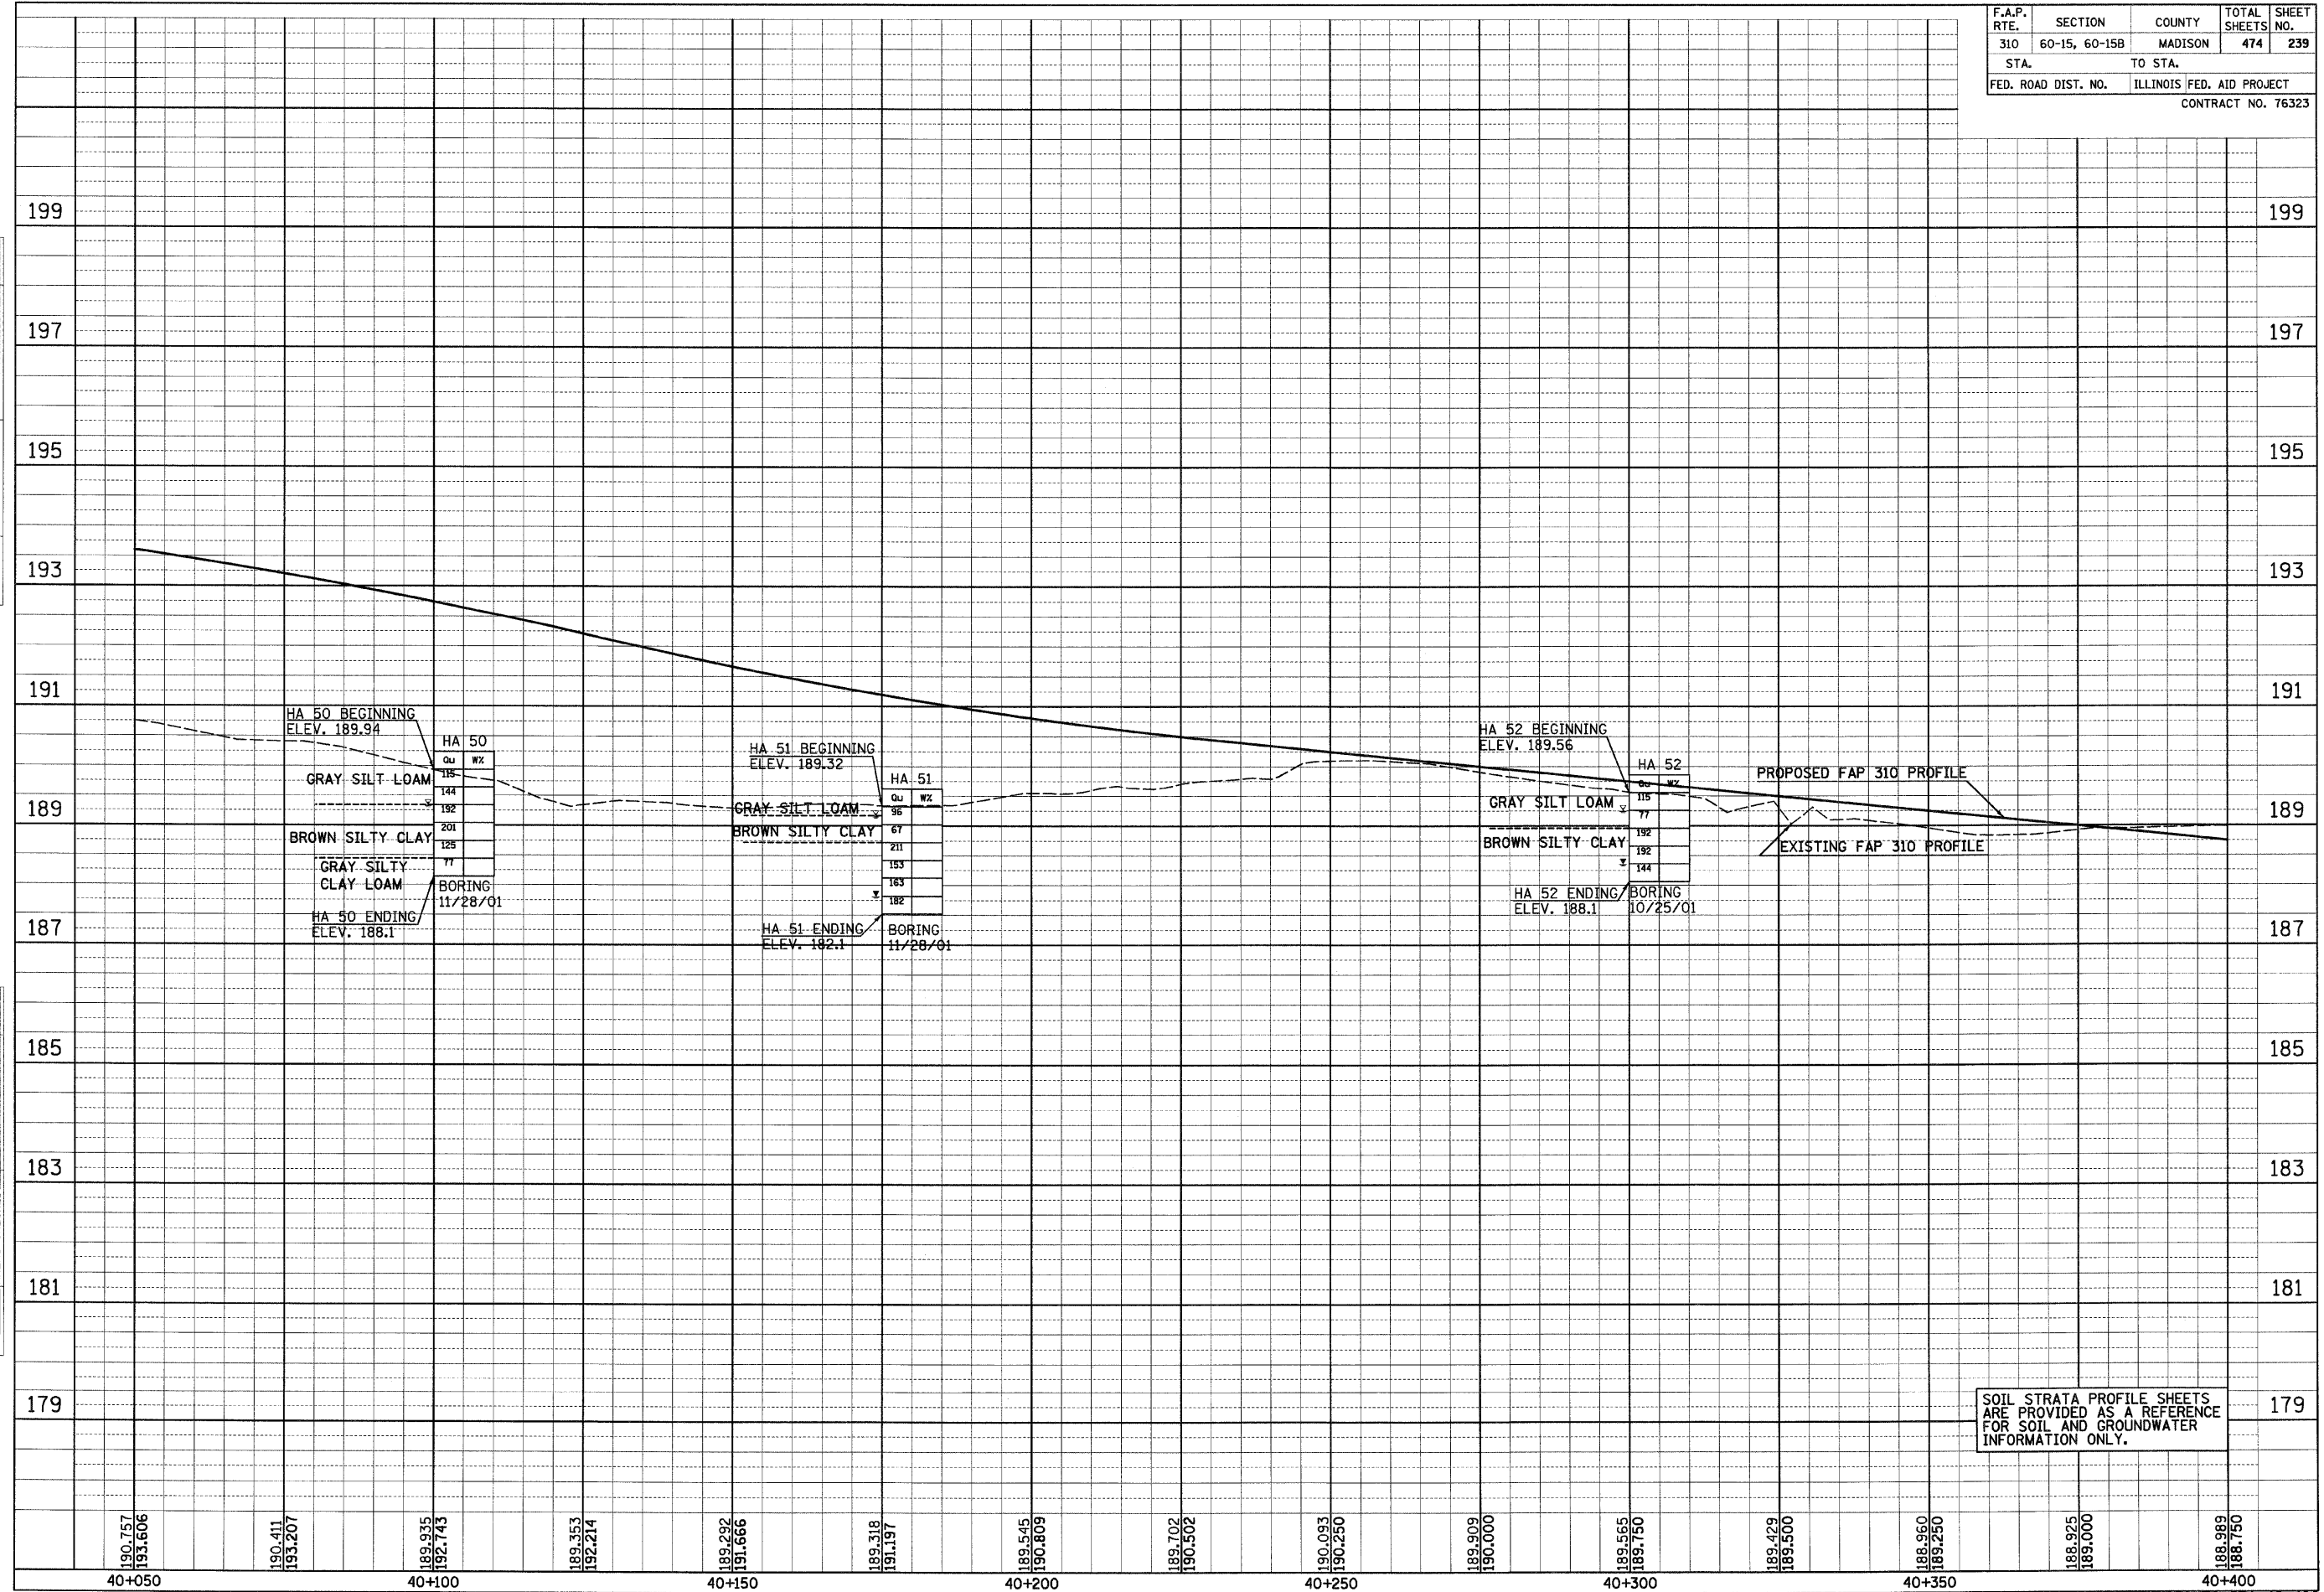 F.A.P. RTE. SECTION COUNTY TOTAL SHEETS SHEET NO.
310 60-15, 60-15B MADISON 474 239
STA. TO STA.
FED. ROAD DIST. NO. ILLINOIS FED. AID PROJECT
CONTRACT NO. 76323
199 199
197 197
195 195
193 193
191 191
189 189
187 187
185 185
183 183
181 181
179 179
HA 50 BEGINNING
ELEV. 189.94
HA 50
Qu W%
115
144
192
201
125
77
GRAY SILT LOAM
BROWN SILTY CLAY
GRAY SILTY
CLAY LOAM
BORING
11/28/01
HA 50 ENDING
ELEV. 188.1
HA 51 BEGINNING
ELEV. 189.32
HA 51
Qu W%
96
67
211
153
163
182
GRAY SILT LOAM
BROWN SILTY CLAY
HA 51 ENDING
ELEV. 182.1
BORING
11/28/01
HA 52 BEGINNING
ELEV. 189.56
HA 52
Qu W%
115
77
192
192
144
GRAY SILT LOAM
BROWN SILTY CLAY
HA 52 ENDING
ELEV. 188.1
BORING
10/25/01
PROPOSED FAP 310 PROFILE
EXISTING FAP 310 PROFILE
SOIL STRATA PROFILE SHEETS
ARE PROVIDED AS A REFERENCE
FOR SOIL AND GROUNDWATER
INFORMATION ONLY.
190.757
193.606
190.411
193.207
189.935
192.743
189.353
192.214
189.292
191.666
189.318
191.197
189.545
190.809
189.702
190.502
190.093
190.250
189.909
190.000
189.565
189.750
189.429
189.500
188.960
189.250
188.925
189.000
188.989
188.750
40+050 40+100 40+150 40+200 40+250 40+300 40+350 40+400